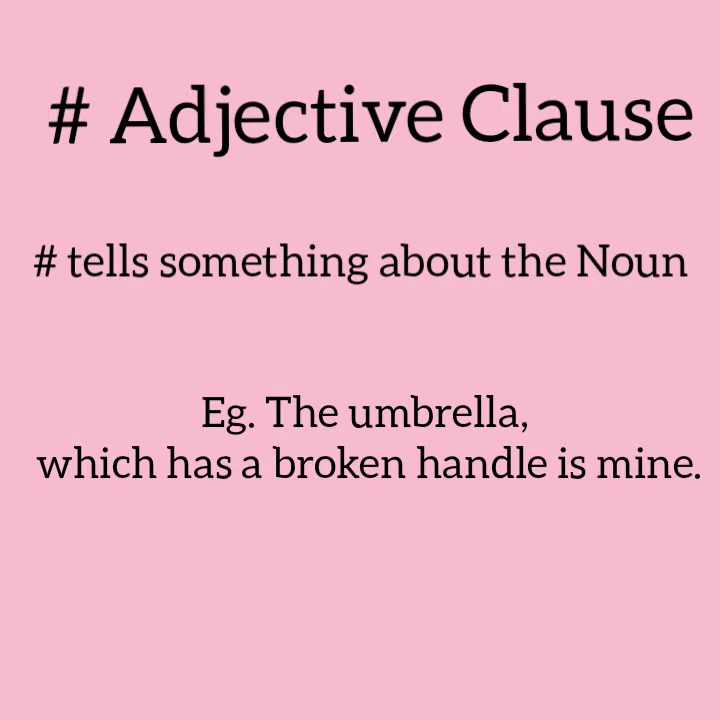 # Adjective Clause
# tells something about the Noun
Eg. The umbrella,
which has a broken handle is mine.